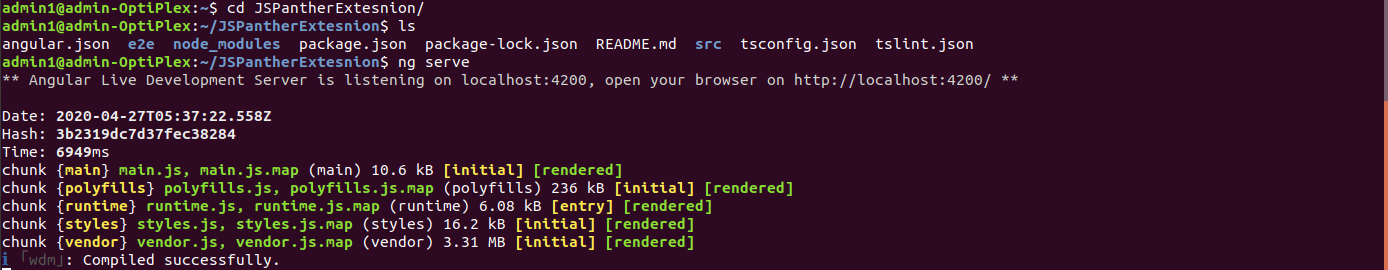 admin1@admin-OptiPlex:~$ cd JSPantherExtesnion/
admin1@admin-OptiPlex:~/JSPantherExtesnion$ ls
angular.json  e2e  node_modules  package.json  package-lock.json  README.md  src  tsconfig.json  tslint.json
admin1@admin-OptiPlex:~/JSPantherExtesnion$ ng serve
** Angular Live Development Server is listening on localhost:4200, open your browser on http://localhost:4200/ **
Date: 2020-04-27T05:37:22.558Z
Hash: 3b2319dc7d37fec38284
Time: 6949ms
chunk {main} main.js, main.js.map (main) 10.6 kB [initial] [rendered]
chunk {polyfills} polyfills.js, polyfills.js.map (polyfills) 236 kB [initial] [rendered]
chunk {runtime} runtime.js, runtime.js.map (runtime) 6.08 kB [entry] [rendered]
chunk {styles} styles.js, styles.js.map (styles) 16.2 kB [initial] [rendered]
chunk {vendor} vendor.js, vendor.js.map (vendor) 3.31 MB [initial] [rendered]
ℹ ｢wdm｣: Compiled successfully.